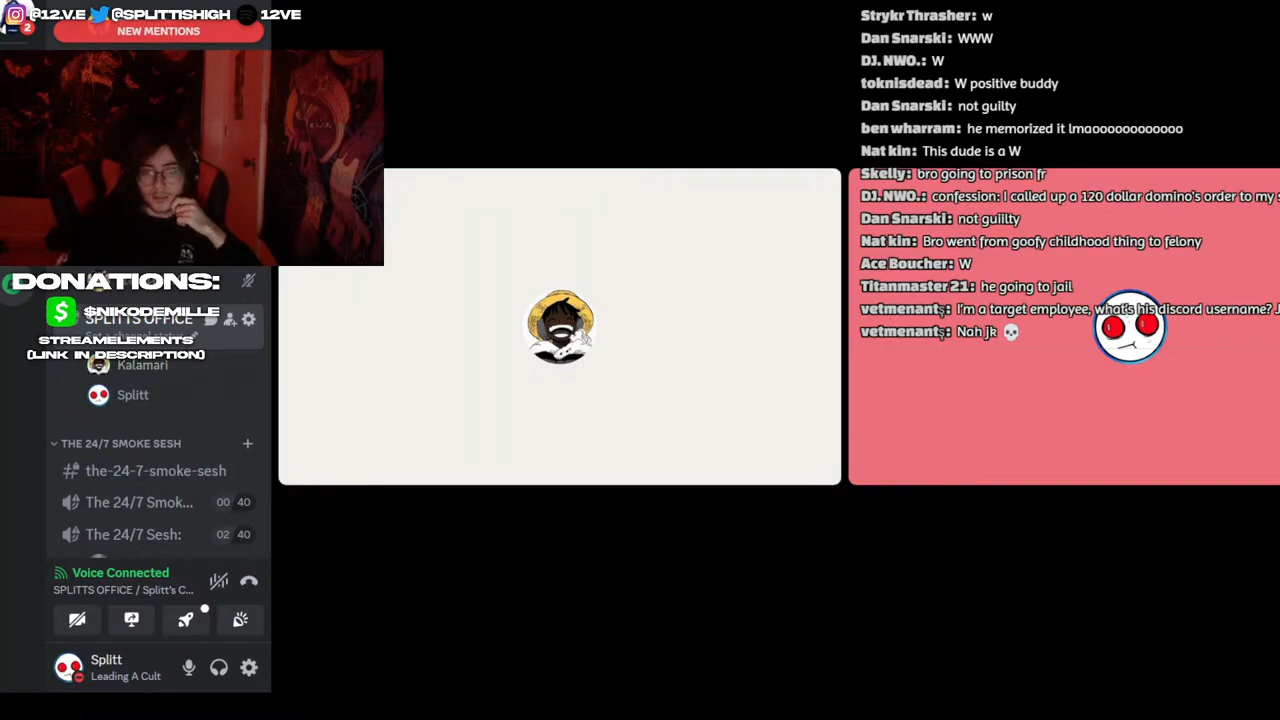 @12.V.E @SPLITTSHIGH 12VE
2
NEW MENTIONS
DONATIONS:
$NIKODEMILLE
SPLITTS OFFICE
STREAMELEMENTS
(LINK IN DESCRIPTION)
Kalamari
Splitt
THE 24/7 SMOKE SESH
the-24-7-smoke-sesh
The 24/7 Smok... 00 40
The 24/7 Sesh: 02 40
Voice Connected
SPLITTS OFFICE / Splitt's C...
Splitt
Leading A Cult
Strykr Thrasher: w
Dan Snarski: WWW
DJ. NWO.: W
toknisdead: W positive buddy
Dan Snarski: not guilty
ben wharram: he memorized it lmaoooooooooooo
Nat kin: This dude is a W
Skelly: bro going to prison fr
DJ. NWO.: confession: I called up a 120 dollar domino's order to my
Dan Snarski: not guiilty
Nat kin: Bro went from goofy childhood thing to felony
Ace Boucher: W
Titanmaster 21: he going to jail
vetmenantş: I'm a target employee, what's his discord username?
vetmenantş: Nah Jk 💀